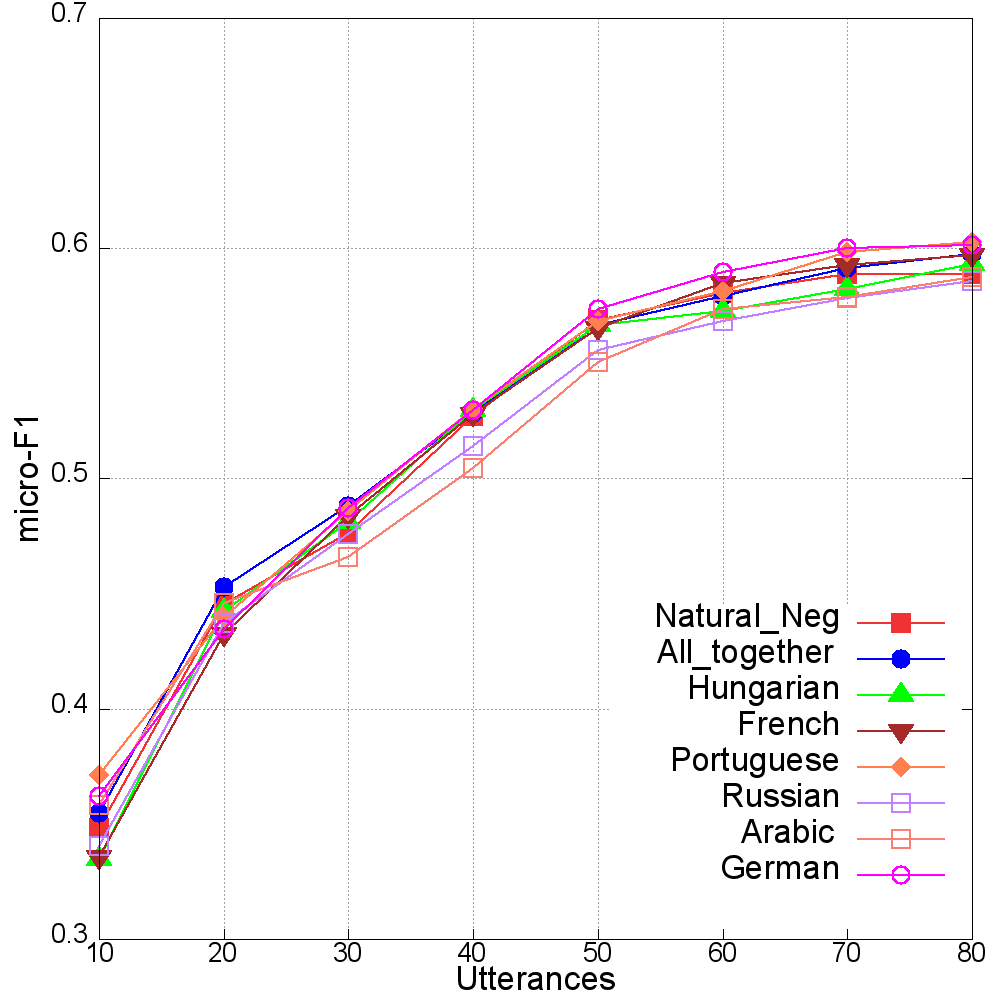 0.7
0.6
0.5
0.4
0.3
micro-F1
Natural_Neg
All_together
Hungarian
French
Portuguese
Russian
Arabic
German
10 20 30 40 50 60 70 80
Utterances